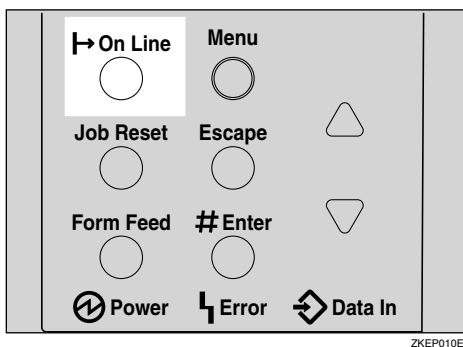 On Line Menu
Job Reset Escape
Form Feed # Enter
Power Error Data In
ZKEP010E